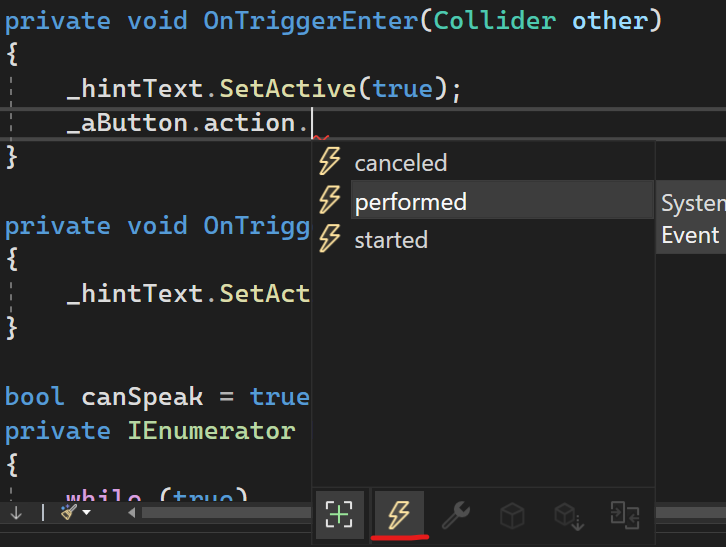 private void OnTriggerEnter(Collider other)
{
_hintText.SetActive(true);
_aButton.action.
canceled
}
performed
System
private void OnTrigg
started
Event
{
_hintText.SetAct
}
bool canSpeak = true
private IEnumerator
{
while (true)